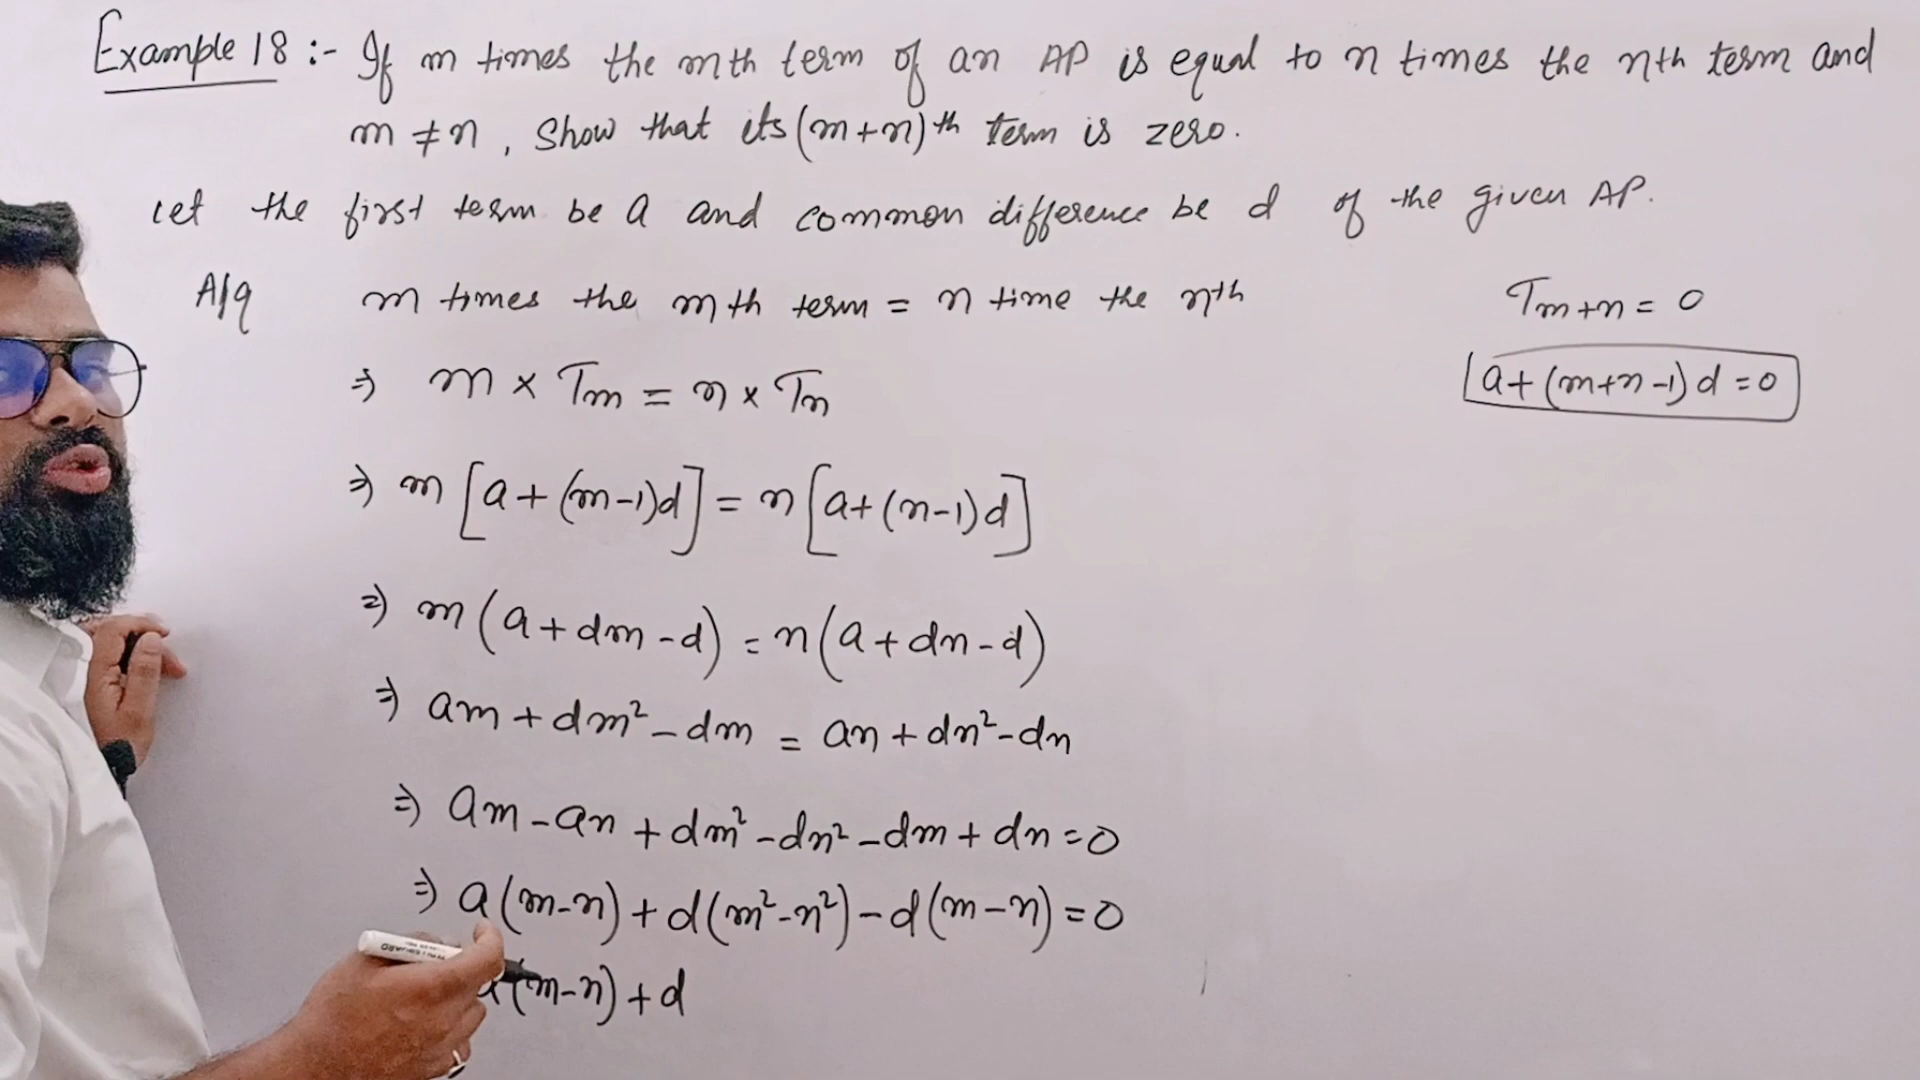 Example 18 :- If m times the mth term of an AP is equal to n times the nth term and
m ≠ n, Show that its (m+n)th term is zero.
Let the first term be a and common difference be d of the given AP.
A/q m times the mth term = n time the nth
⇒ m × Tm = n × Tn
⇒ m [a + (m-1)d] = n [a + (n-1)d]
⇒ m (a + dm - d) = n (a + dn - d)
⇒ am + dm² - dm = an + dn² - dn
⇒ am - an + dm² - dn² - dm + dn = 0
⇒ a (m-n) + d (m² - n²) - d (m - n) = 0
(m-n) + d
Tm+n = 0
a + (m+n-1) d = 0